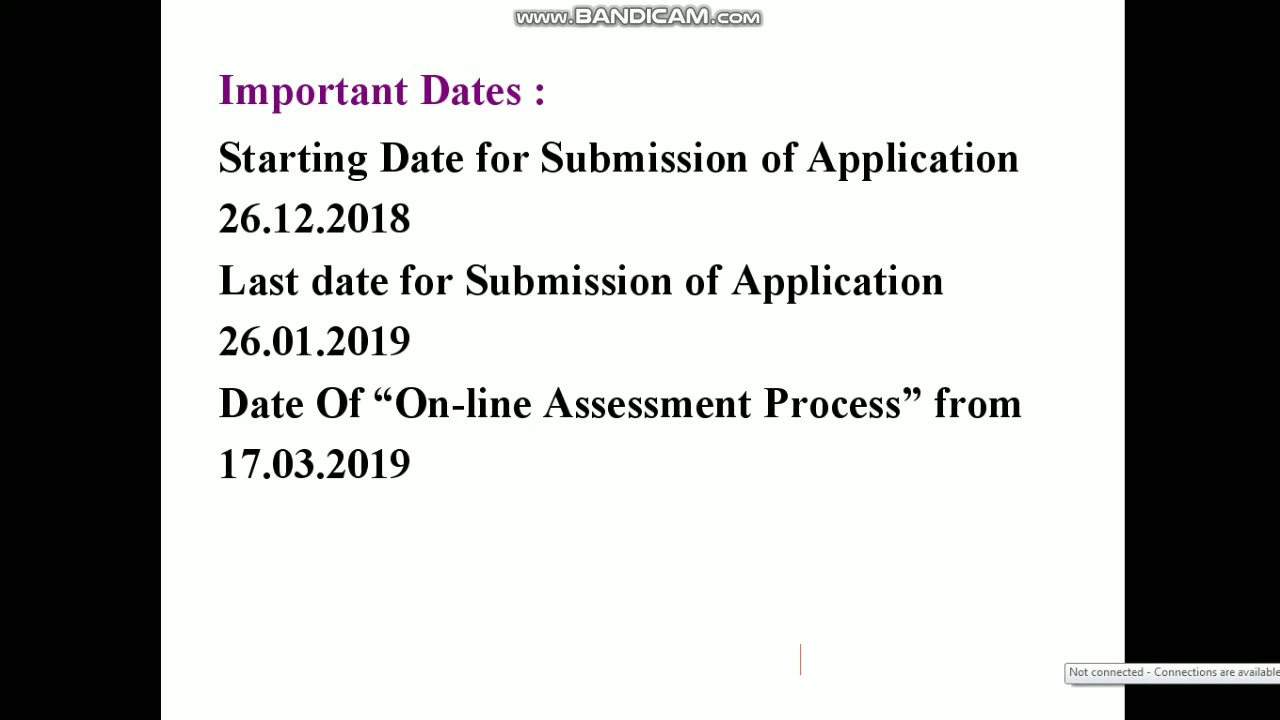 www.BANDICAM.com
Important Dates :
Starting Date for Submission of Application
26.12.2018
Last date for Submission of Application
26.01.2019
Date Of “On-line Assessment Process” from
17.03.2019
Not connected - Connections are available